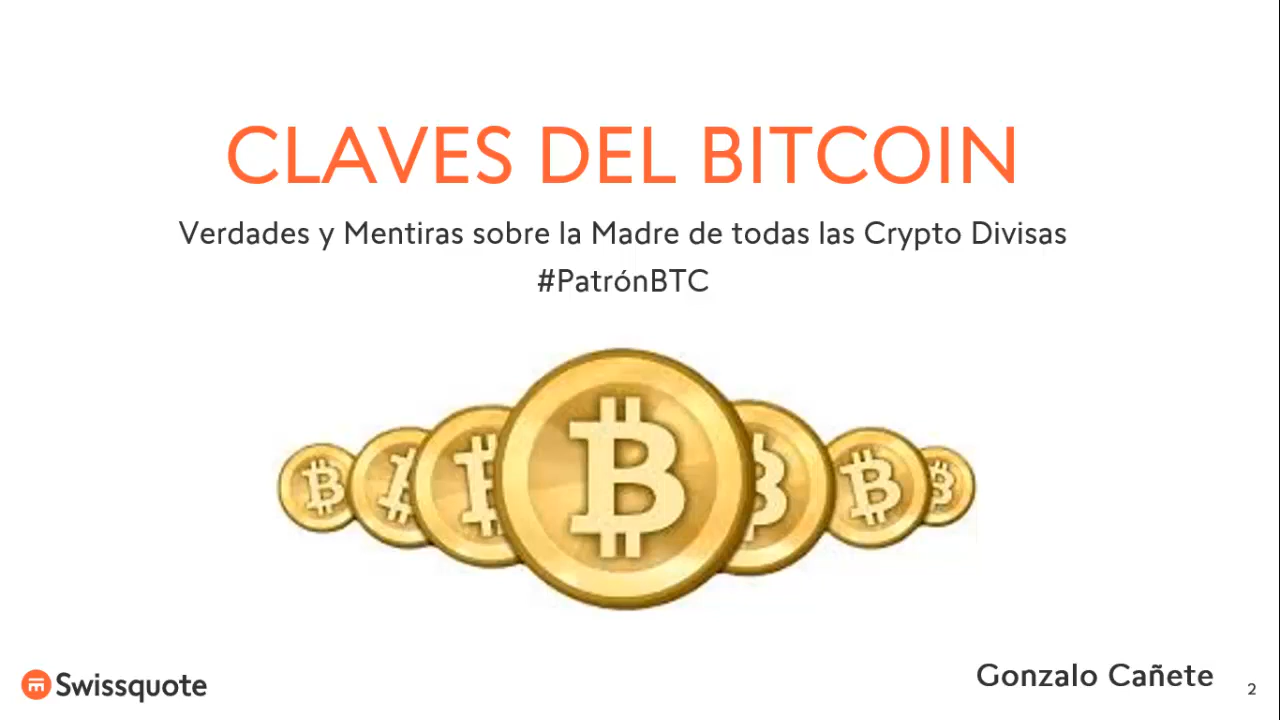 CLAVES DEL BITCOIN
Verdades y Mentiras sobre la Madre de todas las Crypto Divisas
#PatrónBTC
Swissquote
Gonzalo Cañete
2